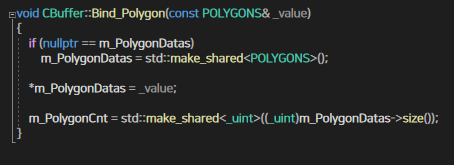 void CBuffer::Bind_Polygon(const POLYGONS& _value)
{
if (nullptr == m_PolygonDatas)
m_PolygonDatas = std::make_shared<POLYGONS>();
*m_PolygonDatas = _value;
m_PolygonCnt = std::make_shared<_uint>((_uint)m_PolygonDatas->size());
}